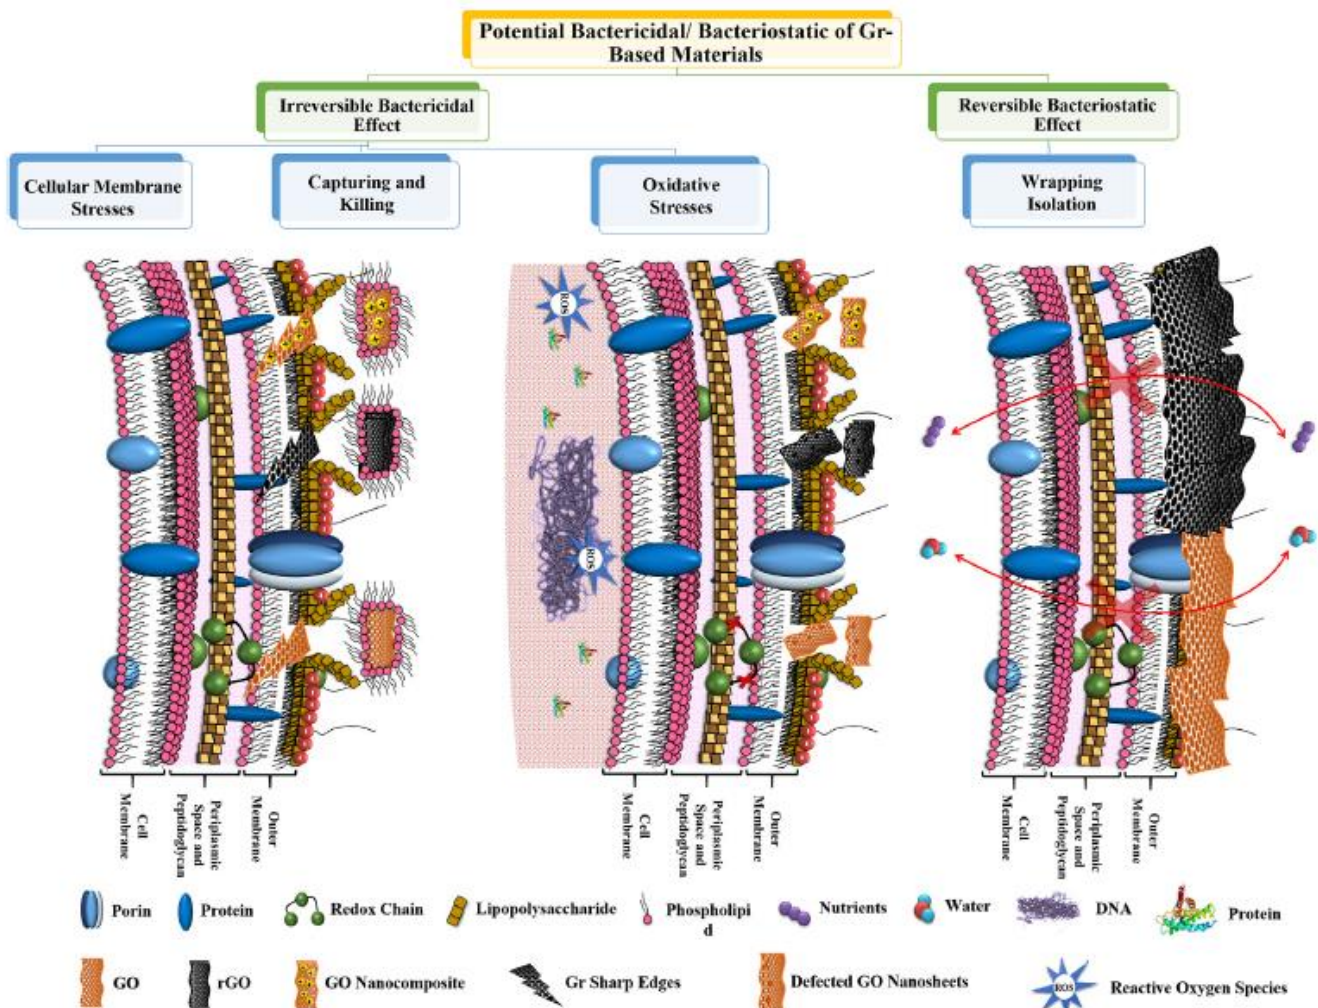 Potential Bactericidal/ Bacteriostatic of Gr-
Based Materials
Irreversible Bactericidal
Effect
Reversible Bacteriostatic
Effect
Cellular Membrane
Stresses
Capturing and
Killing
Oxidative
Stresses
Wrapping
Isolation
ROS
ROS
Cell
Membrane
Periplasmic
Space and
Peptidoglycan
Outer
Membrane
Cell
Membrane
Periplasmic
Space and
Peptidoglycan
Outer
Membrane
Cell
Membrane
Periplasmic
Space and
Peptidoglycan
Outer
Membrane
Porin
Protein
Redox Chain
Lipopolysaccharide
Phospholipi
d
Nutrients
Water
DNA
Protein
GO
rGO
GO Nanocomposite
Gr Sharp Edges
Defected GO Nanosheets
ROS
Reactive Oxygen Species